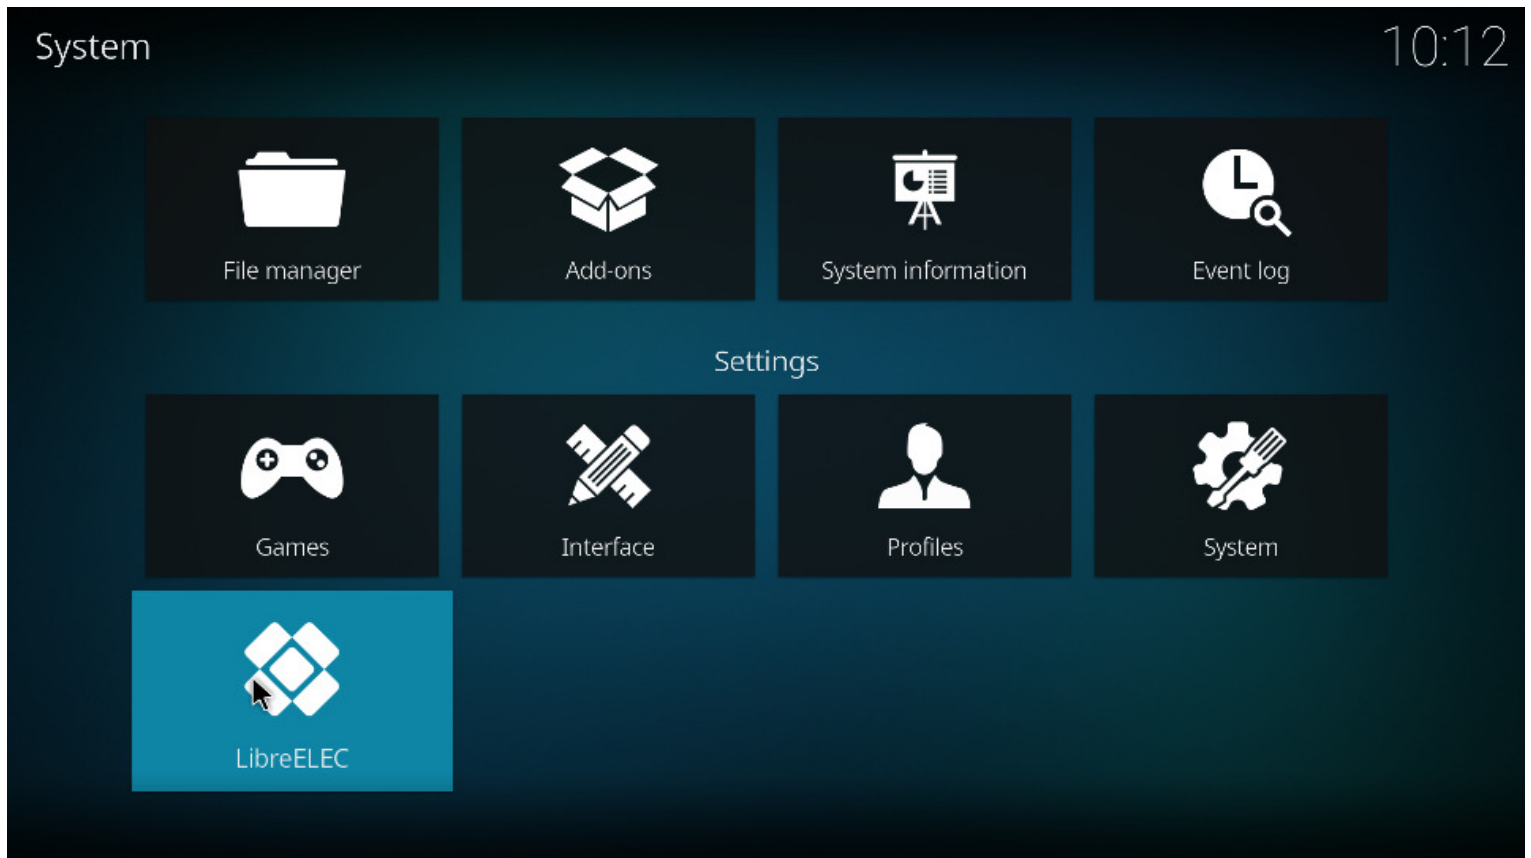 System
10:12
File manager
Add-ons
System information
Event log
Settings
Games
Interface
Profiles
System
LibreELEC